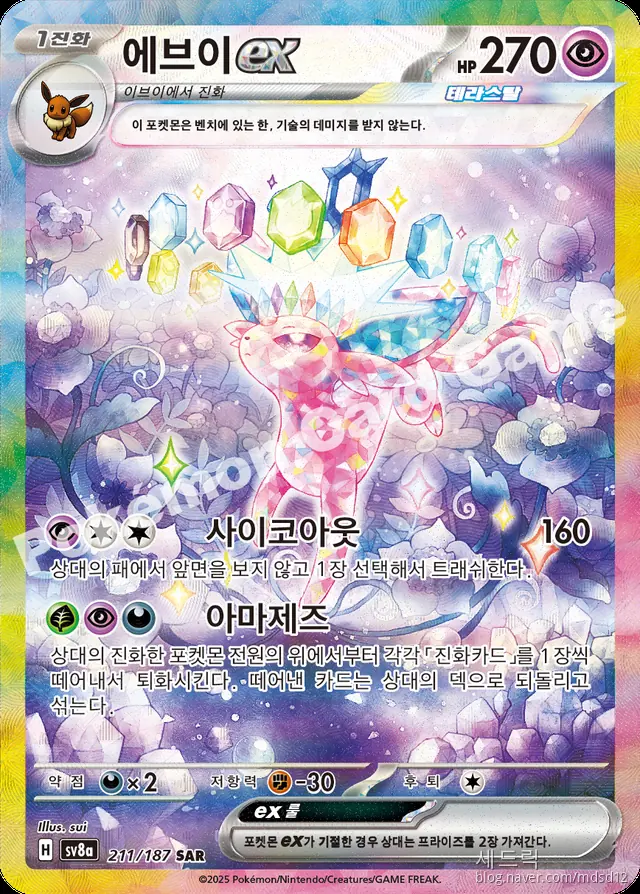 1진화
에브이ex
HP270
이브이에서 진화
테라스탈
이 포켓몬은 벤치에 있는 한, 기술의 데미지를 받지 않는다.
Pokémon Card Game
사이코아웃 160
상대의 패에서 앞면을 보지 않고 1장 선택해서 트래쉬한다.
아마제즈
상대의 진화한 포켓몬 전원의 위에서부터 각각 「진화카드」를 1장씩
떼어내서 퇴화시킨다. 떼어낸 카드는 상대의 덱으로 되돌리고
섞는다.
약점 ×2 저항력 -30 후퇴
ex 룰
포켓몬 ex가 기절한 경우 상대는 프라이즈를 2장 가져간다.
Illus. sui
H sv8a 211/187 SAR
세드릭
blog.naver.com/mdsd12
©2025 Pokémon/Nintendo/Creatures/GAME FREAK.